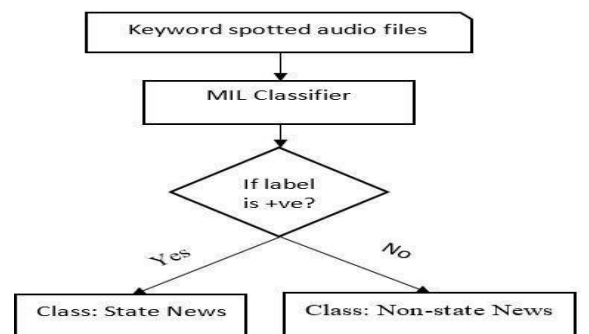 Keyword spotted audio files
MIL Classifier
If label
is +ve?
Yes
No
Class: State News
Class: Non-state News